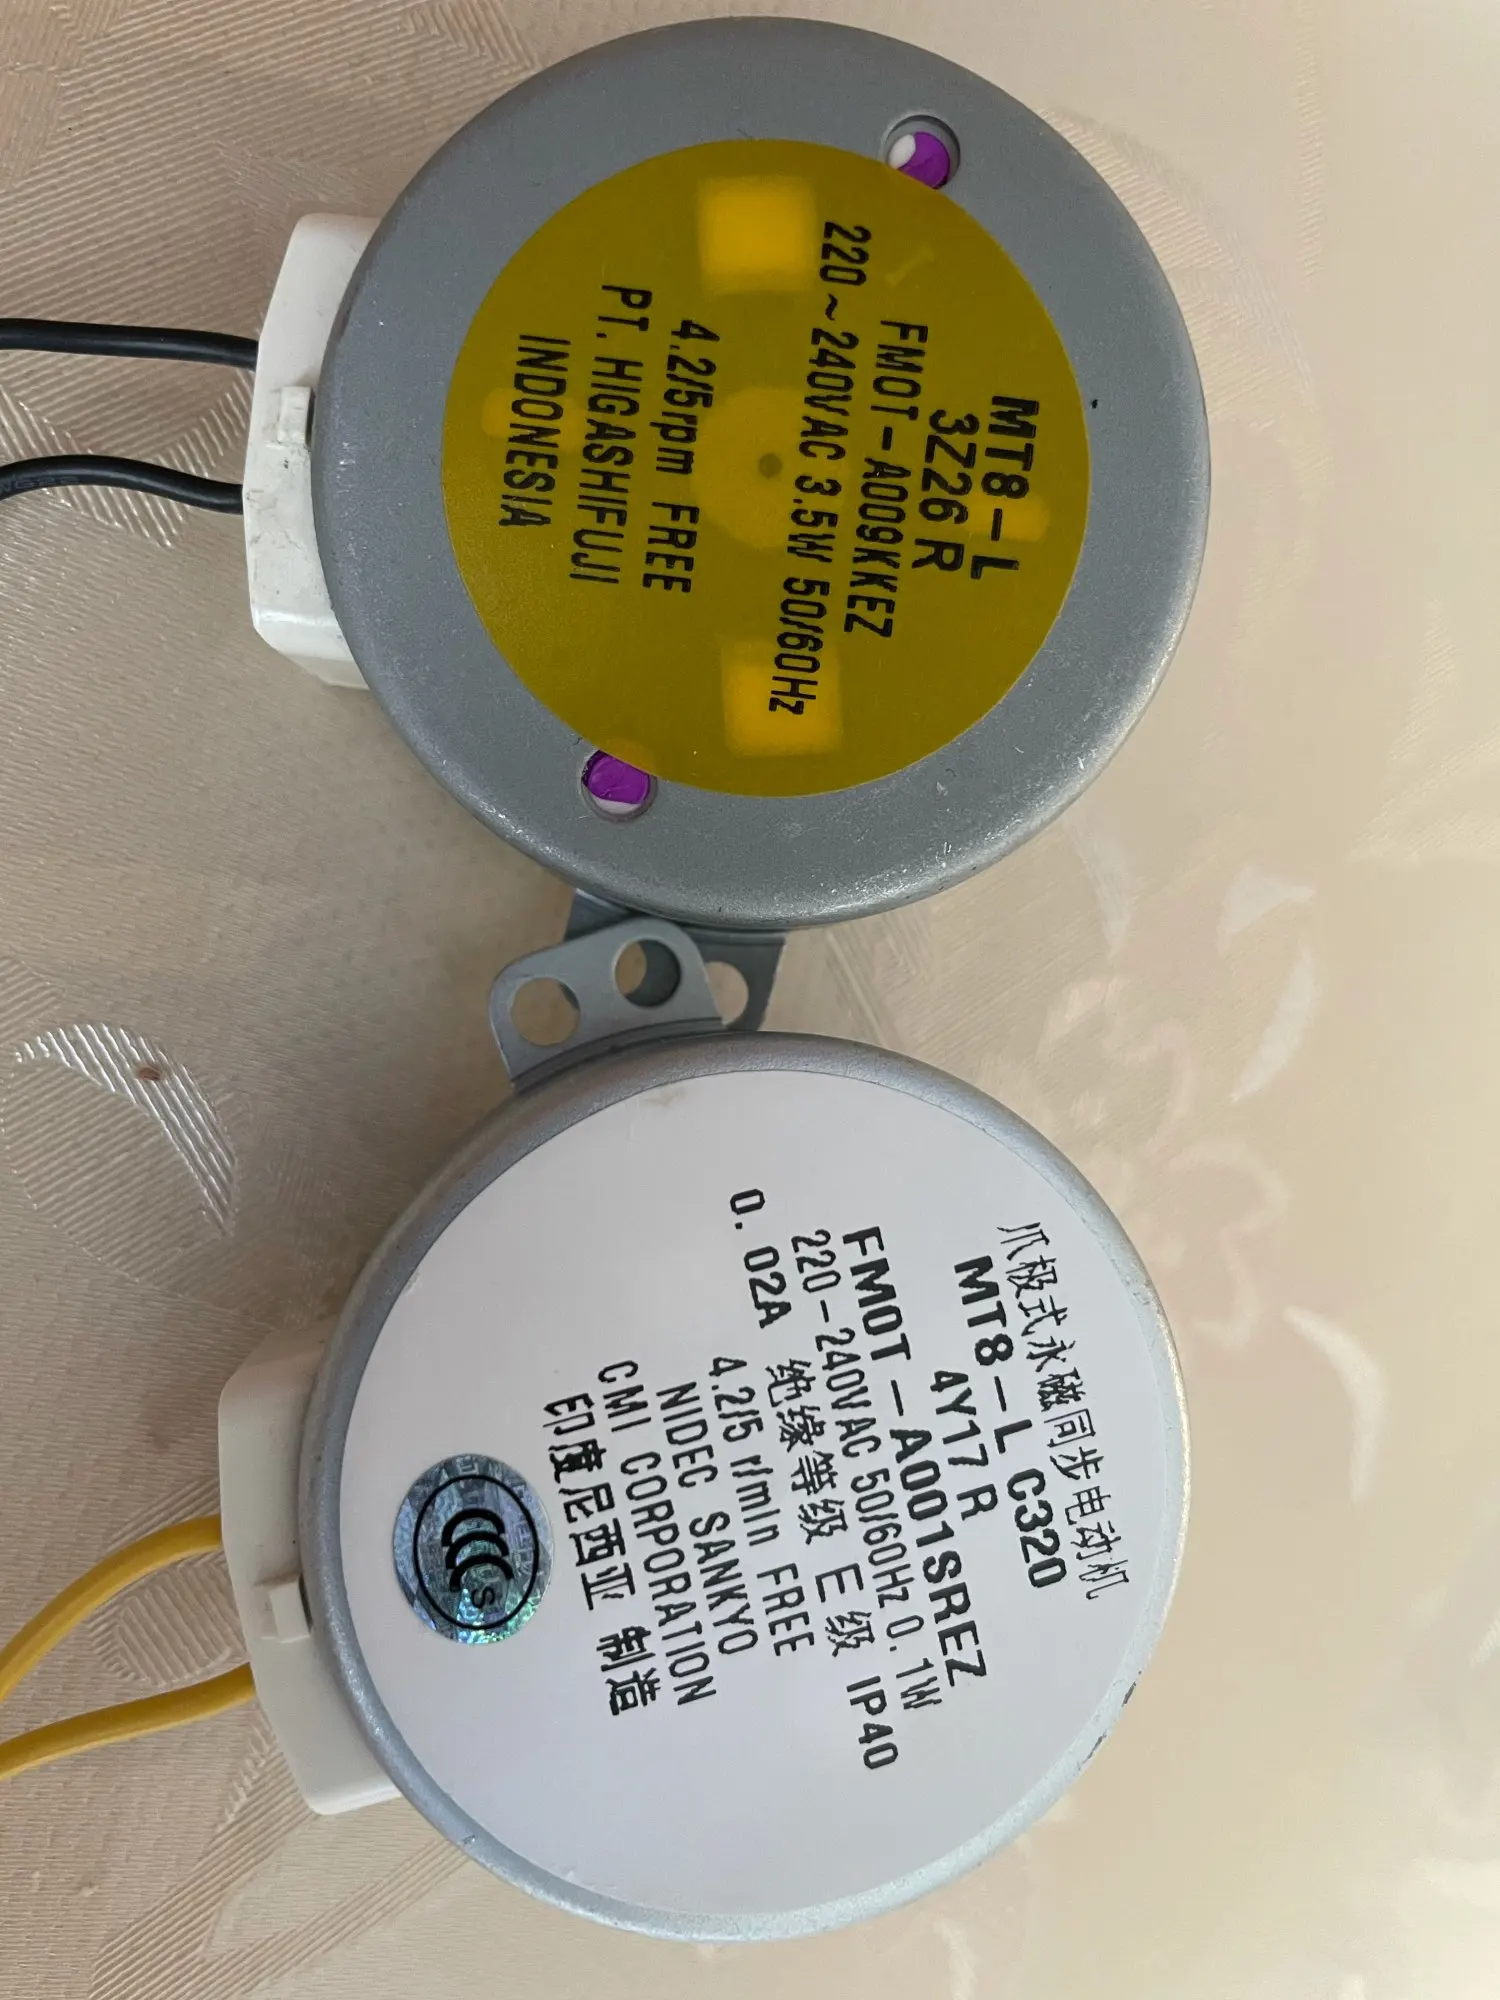 MT8-L
3Z26R
FMOT-A009KKEZ
220~240VAC 3.5W 50/60Hz
4.2/5rpm FREE
PT. HIGASHIFUJI
INDONESIA
爪极式永磁同步电动机
MT8-L C320
4Y17R
FMOT-A001SREZ
220-240VAC 50/60Hz 0.1W
0.02A 绝缘等级 E级 IP40
4.2/5 r/min FREE
NIDEC SANKYO
CMI CORPORATION
印度尼西亚 制造
CCC S